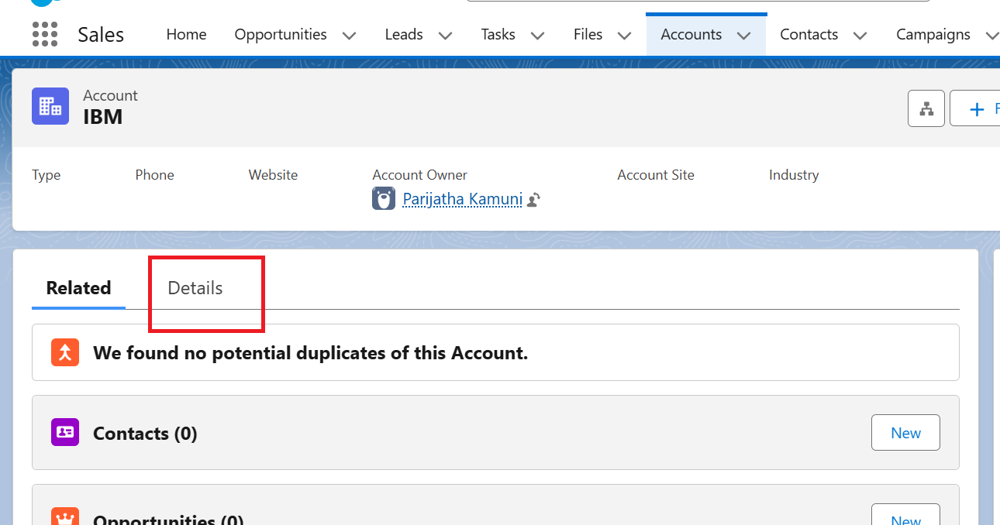 Sales Home Opportunities Leads Tasks Files Accounts Contacts Campaigns
Account
IBM
Type Phone Website Account Owner Account Site Industry
Parijatha Kamuni
Related Details
We found no potential duplicates of this Account.
Contacts (0) New
Opportunities (0) New